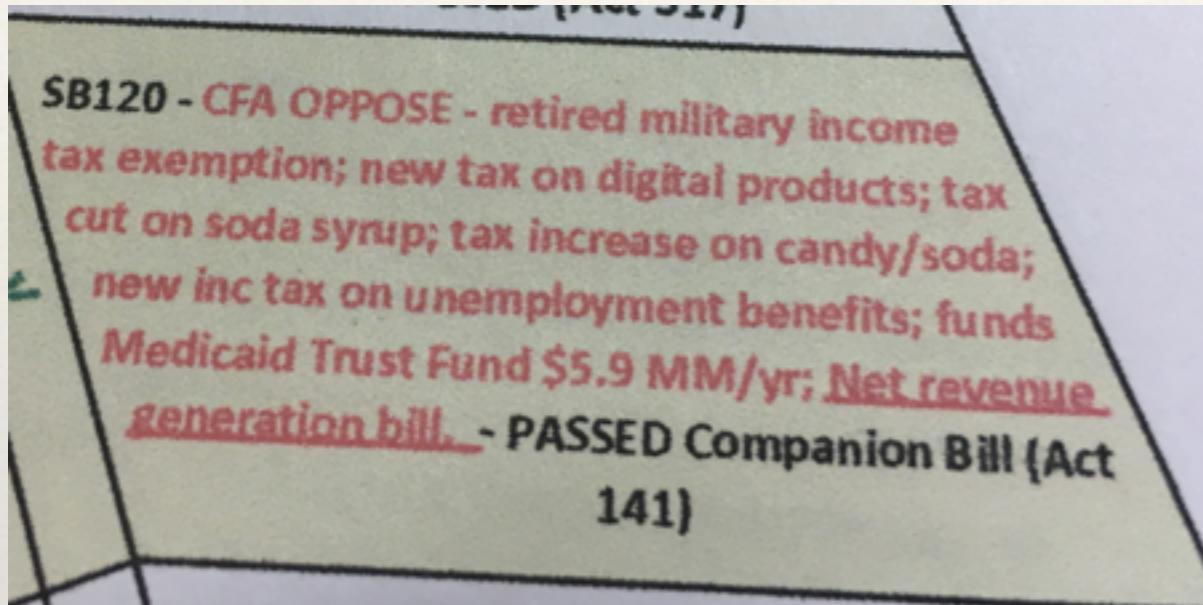 (Act 317)
SB120 - CFA OPPOSE - retired military income
tax exemption; new tax on digital products; tax
cut on soda syrup; tax increase on candy/soda;
new inc tax on unemployment benefits; funds
Medicaid Trust Fund $5.9 MM/yr; Net revenue
generation bill. - PASSED Companion Bill (Act
141)